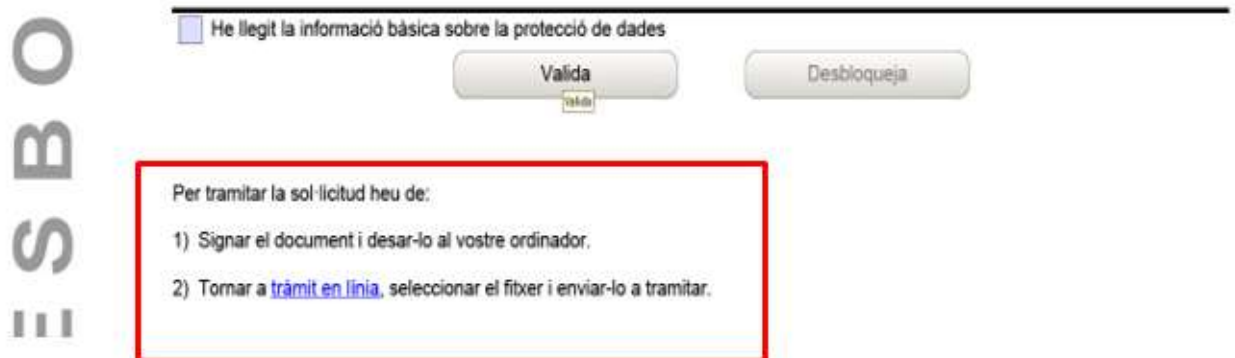 He llegit la informació bàsica sobre la protecció de dades
Valida
Desbloqueja
Valida
Per tramitar la sol·licitud heu de:
1) Signar el document i desar-lo al vostre ordinador.
2) Tornar a tràmit en línia, seleccionar el fitxer i enviar-lo a tramitar.
ESBO